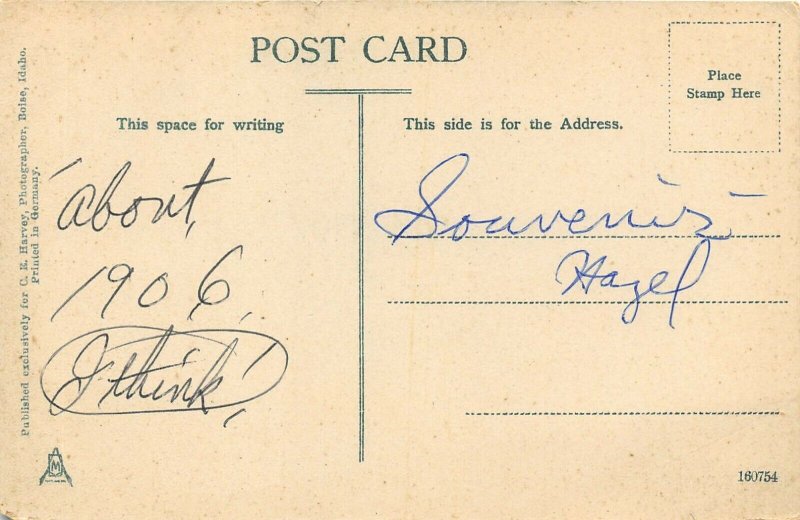 POST CARD
Place
Stamp Here
This space for writing
This side is for the Address.
about,
1906,
I think!
Souvenir
Hazel
Published exclusively for C. E. Harvey, Photographer, Boise, Idaho.
Printed in Germany.
M
160754